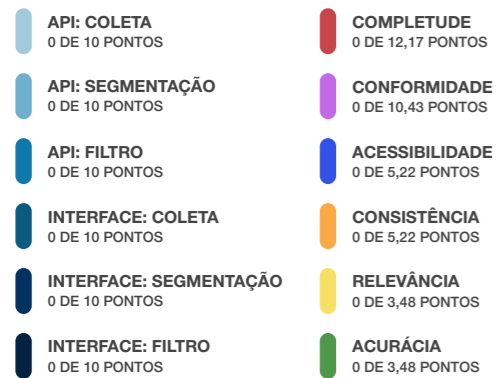 API: COLETA
0 DE 10 PONTOS
API: SEGMENTAÇÃO
0 DE 10 PONTOS
API: FILTRO
0 DE 10 PONTOS
INTERFACE: COLETA
0 DE 10 PONTOS
INTERFACE: SEGMENTAÇÃO
0 DE 10 PONTOS
INTERFACE: FILTRO
0 DE 10 PONTOS
COMPLETUDE
0 DE 12,17 PONTOS
CONFORMIDADE
0 DE 10,43 PONTOS
ACESSIBILIDADE
0 DE 5,22 PONTOS
CONSISTÊNCIA
0 DE 5,22 PONTOS
RELEVÂNCIA
0 DE 3,48 PONTOS
ACURÁCIA
0 DE 3,48 PONTOS